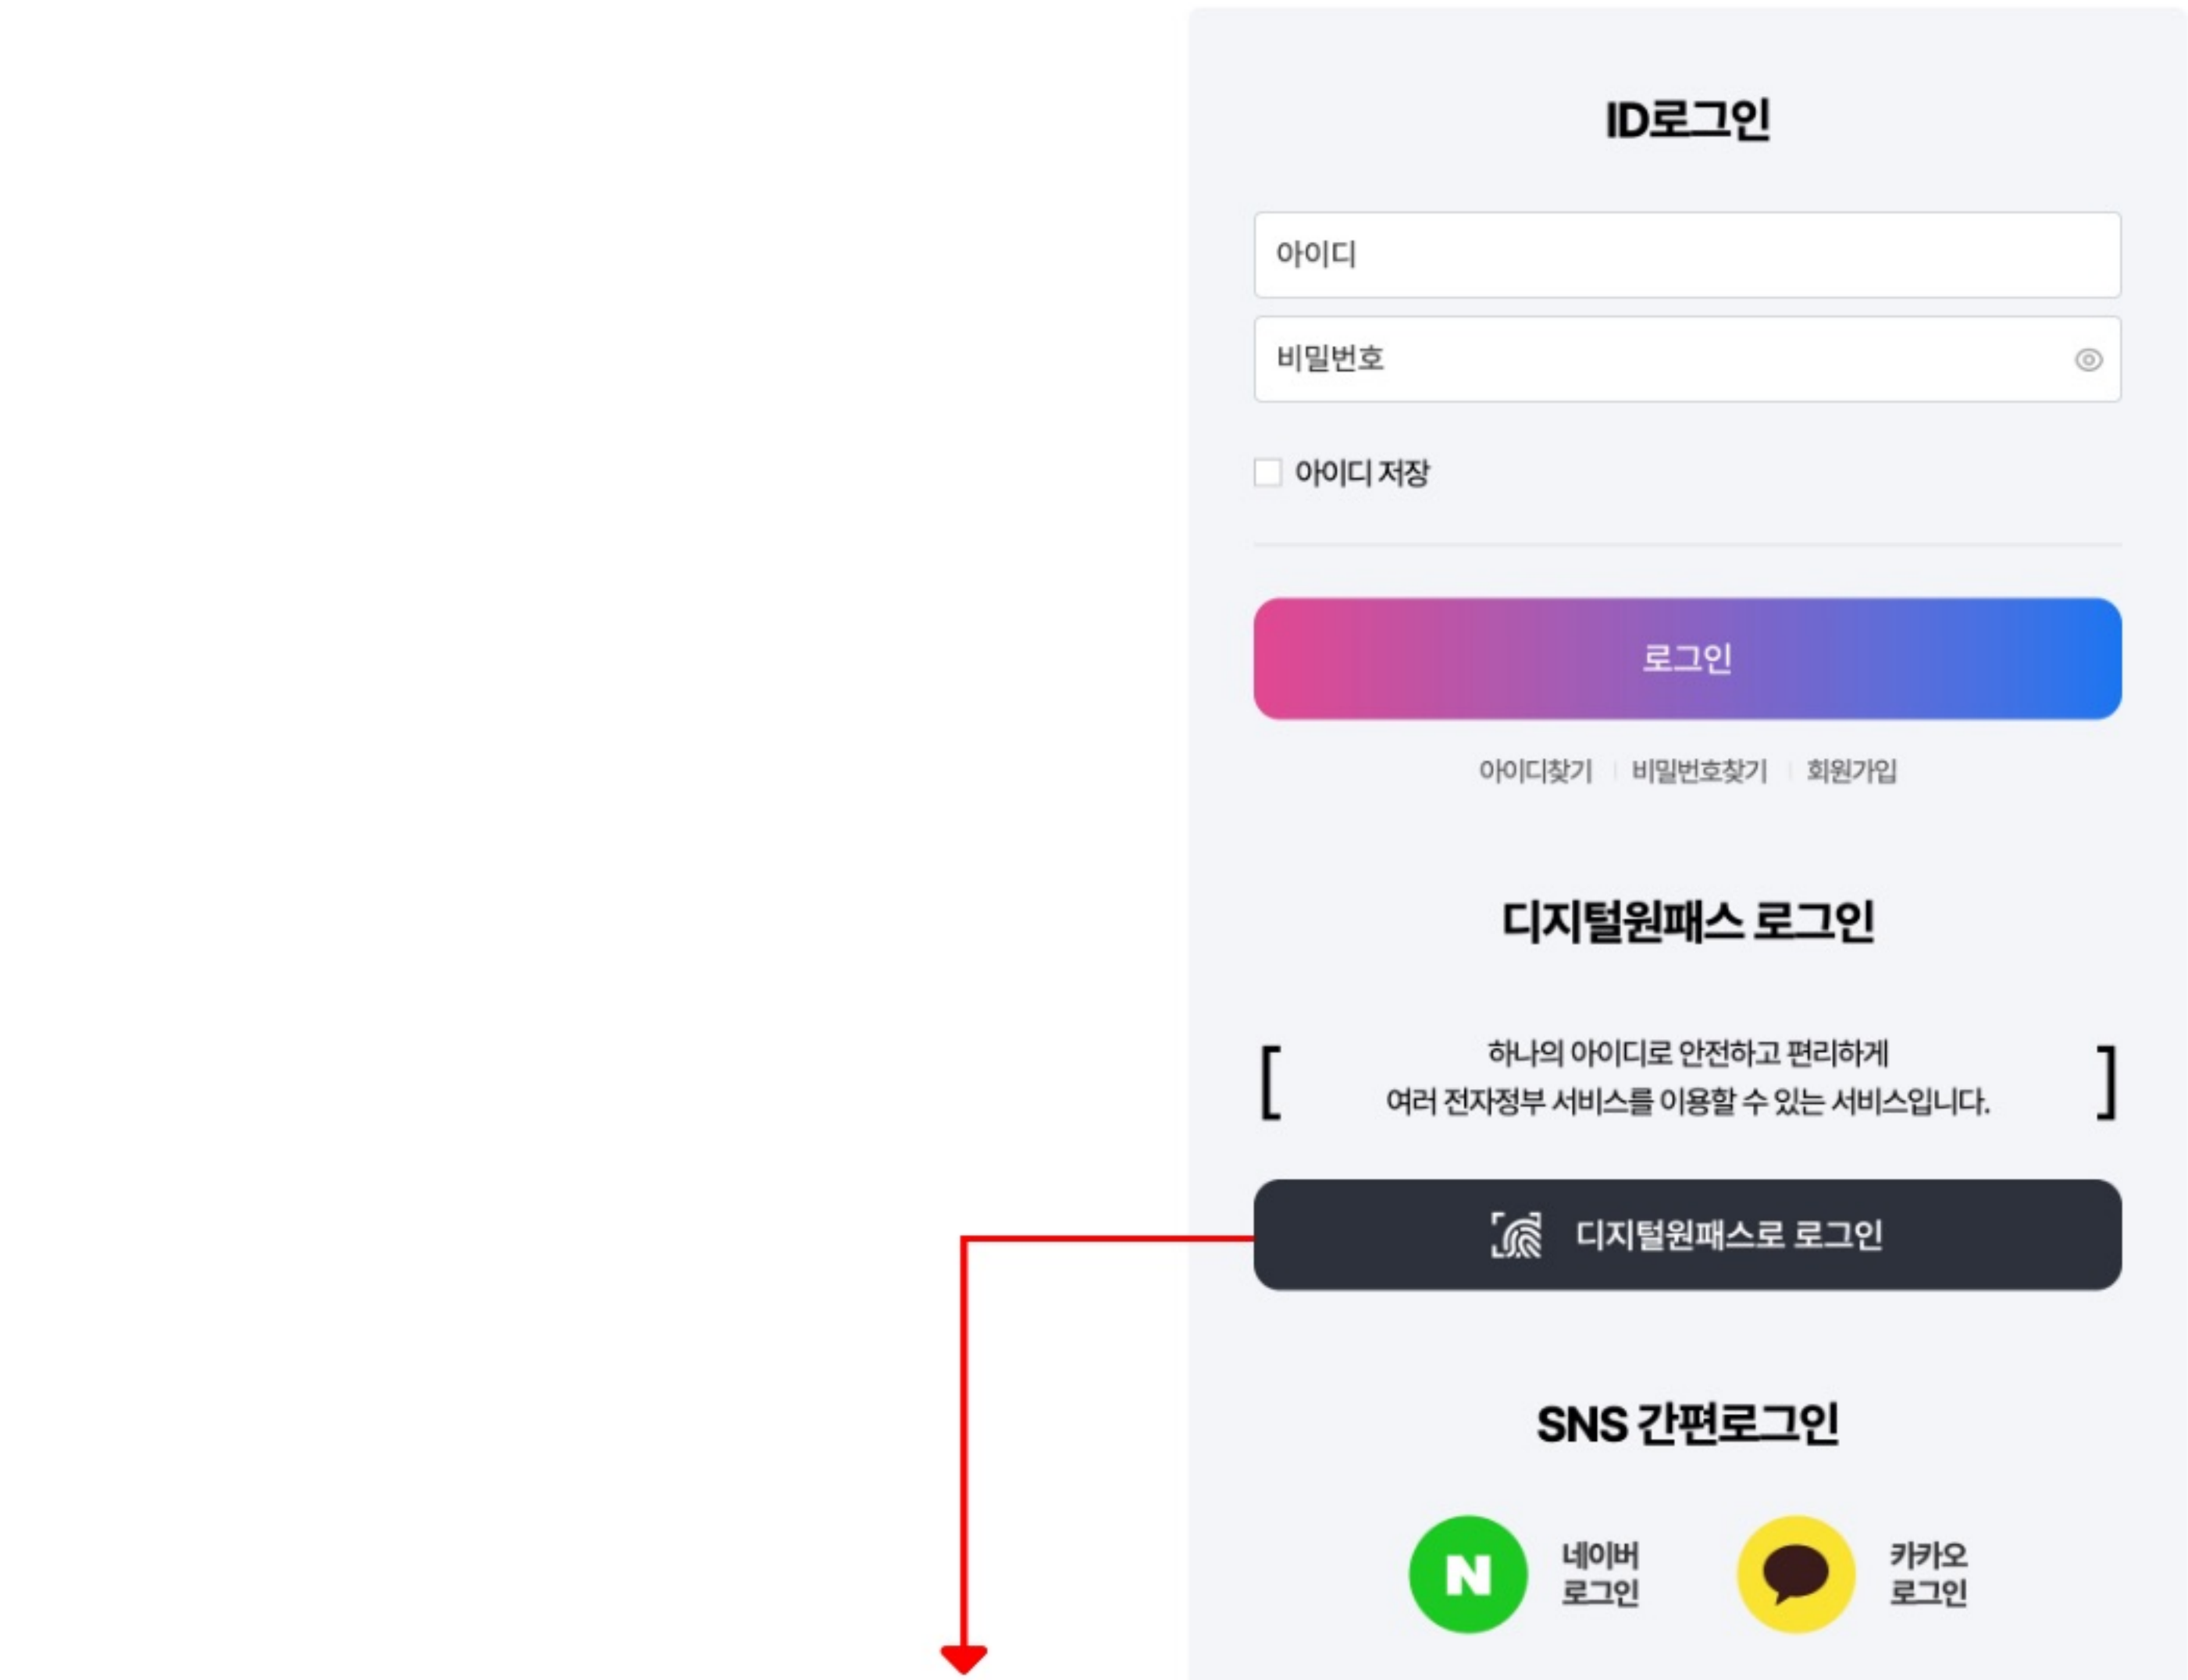 ID로그인
아이디
비밀번호
아이디 저장
로그인
아이디찾기 비밀번호찾기 회원가입
디지털원패스 로그인
[ 하나의 아이디로 안전하고 편리하게
여러 전자정부 서비스를 이용할 수 있는 서비스입니다. ]
디지털원패스로 로그인
SNS 간편로그인
N 네이버
로그인
카카오
로그인